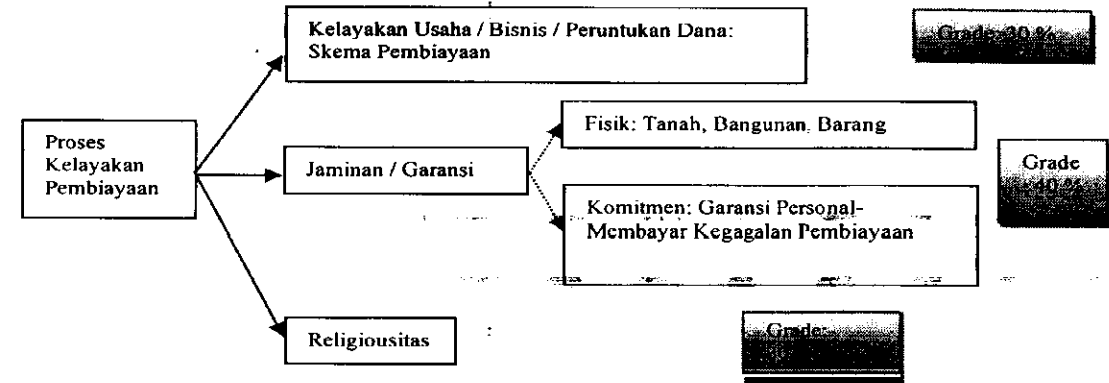 Kelayakan Usaha / Bisnis / Peruntukan Dana:
Skema Pembiayaan
Grade 30 %
Proses
Kelayakan
Pembiayaan
Jaminan / Garansi
Fisik: Tanah, Bangunan, Barang
Komitmen: Garansi Personal-
Membayar Kegagalan Pembiayaan
Grade
40 %
Religiousitas
Grade: